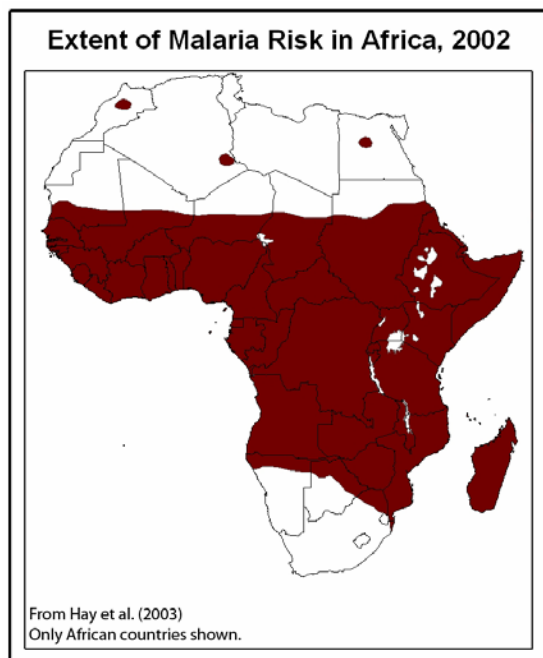 Extent of Malaria Risk in Africa, 2002
From Hay et al. (2003)
Only African countries shown.